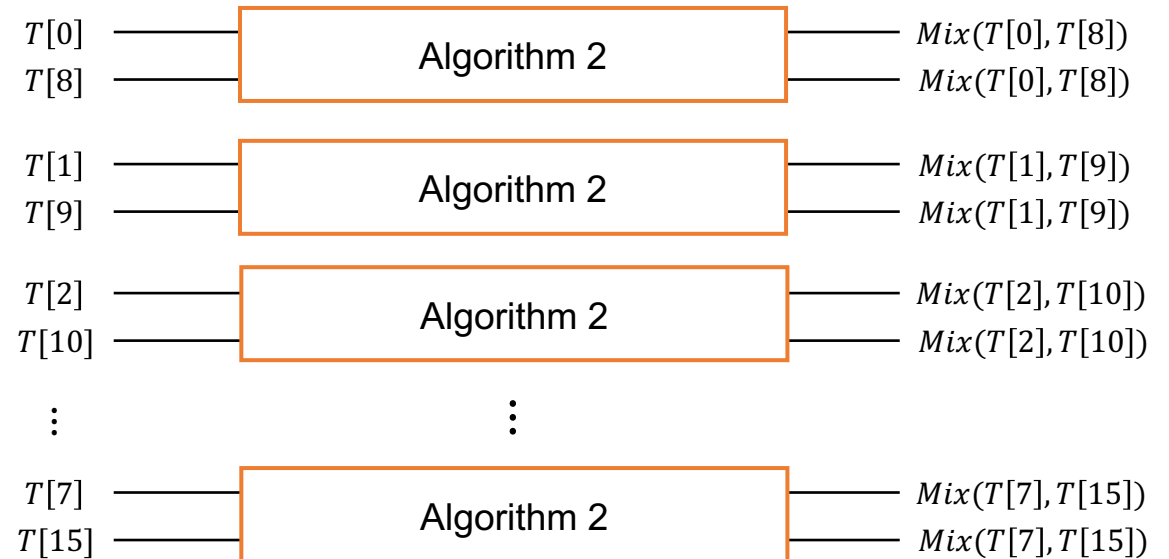 T[0] Algorithm 2 Mix(T[0], T[8])
T[8] Mix(T[0], T[8])
T[1] Algorithm 2 Mix(T[1], T[9])
T[9] Mix(T[1], T[9])
T[2] Algorithm 2 Mix(T[2], T[10])
T[10] Mix(T[2], T[10])
⋮ ⋮
T[7] Algorithm 2 Mix(T[7], T[15])
T[15] Mix(T[7], T[15])